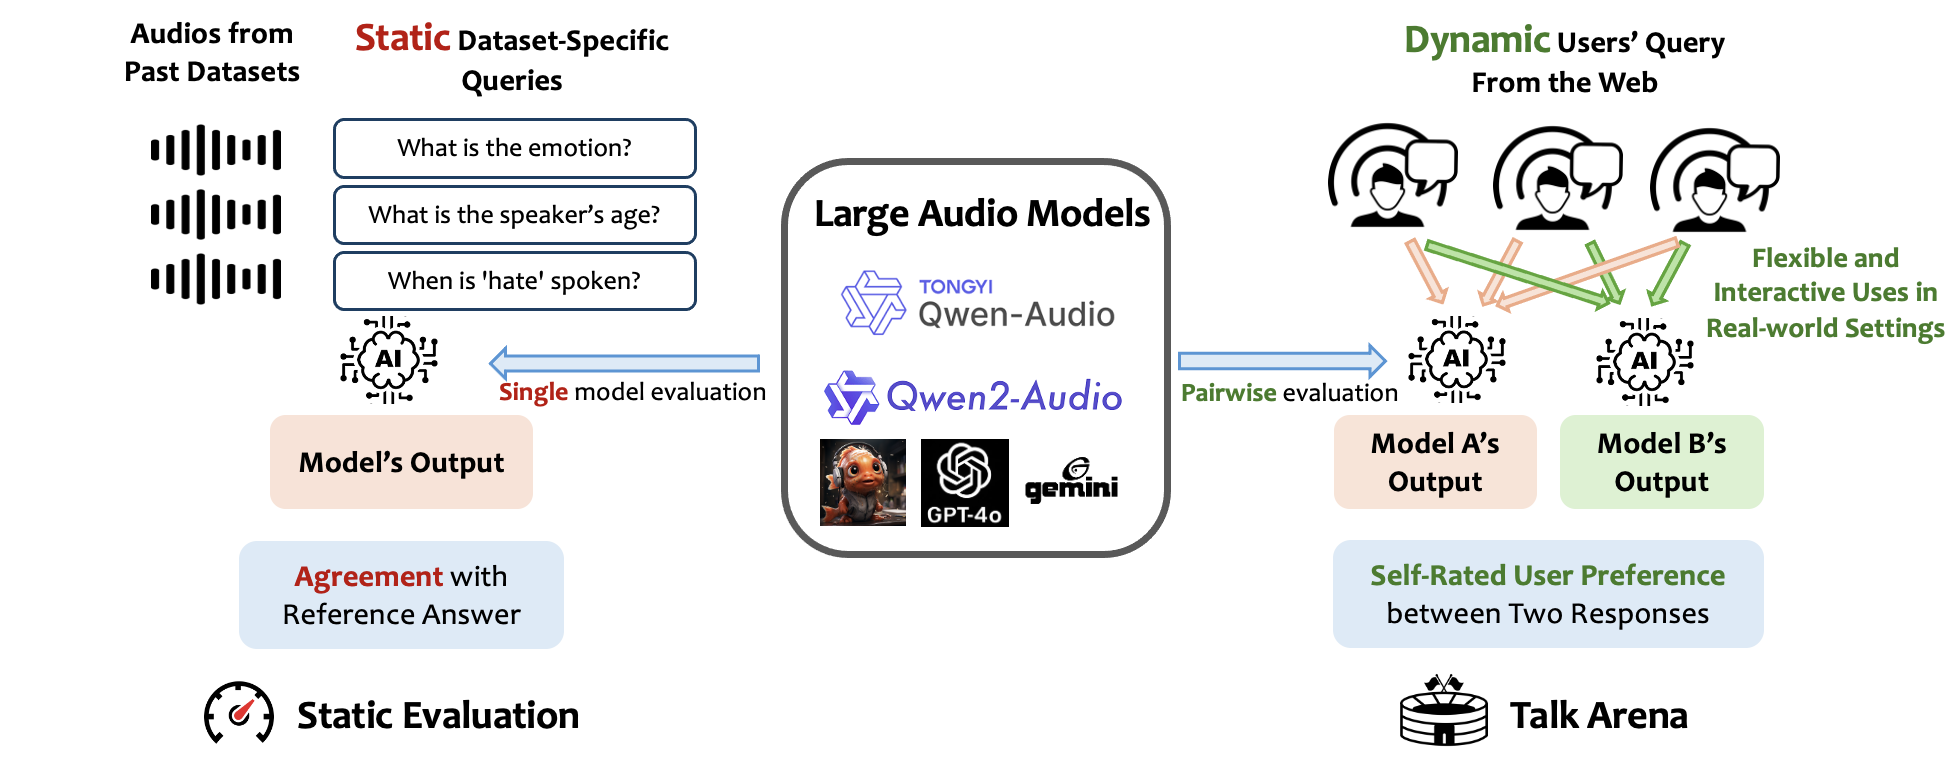 Audios from
Past Datasets
Static Dataset-Specific
Queries
What is the emotion?
What is the speaker's age?
When is 'hate' spoken?
AI
Single model evaluation
Model's Output
Agreement with
Reference Answer
Static Evaluation
Large Audio Models
TONGYI
Qwen-Audio
Qwen2-Audio
GPT-4o
gemini
Dynamic Users' Query
From the Web
Flexible and
Interactive Uses in
Real-world Settings
Pairwise evaluation
AI
AI
Model A's
Output
Model B's
Output
Self-Rated User Preference
between Two Responses
Talk Arena